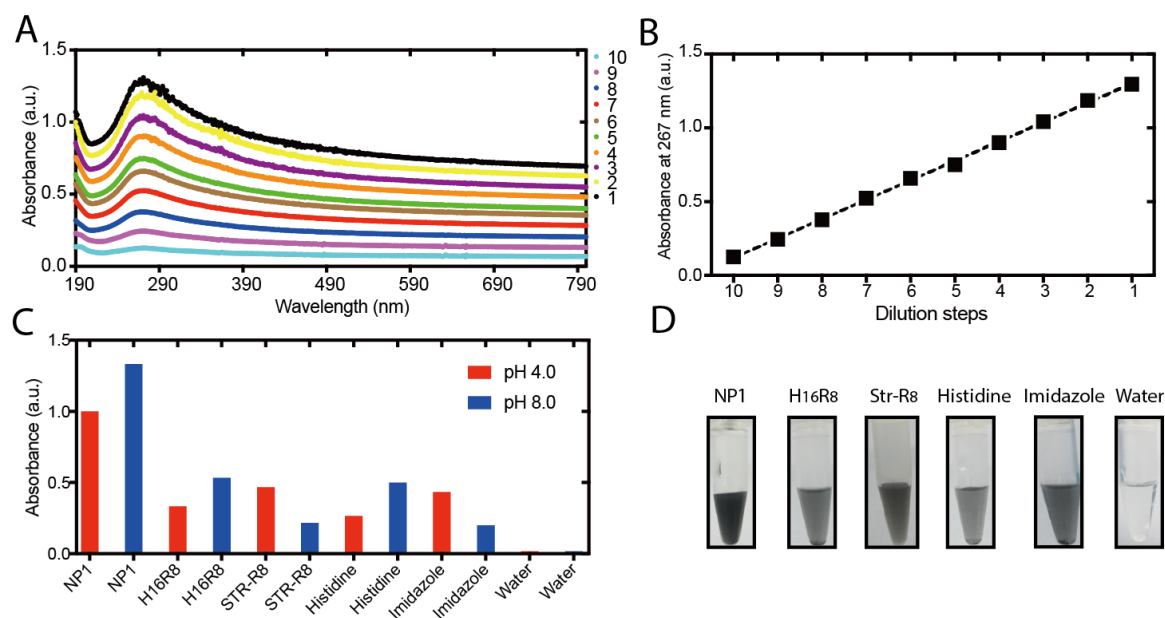 A
Absorbance (a.u.)
1.5
1.0
0.5
0.0
190
290
390
490
590
690
790
Wavelength (nm)
10
9
8
7
6
5
4
3
2
1
B
Absorbance at 267 nm (a.u.)
1.5
1.0
0.5
0.0
10 9 8 7 6 5 4 3 2 1
Dilution steps
C
Absorbance (a.u.)
1.5
1.0
0.5
0.0
pH 4.0
pH 8.0
NP1
NP1
H16R8
H16R8
STR-R8
STR-R8
Histidine
Histidine
Imidazole
Imidazole
Water
Water
D
NP1 H16R8 Str-R8 Histidine Imidazole Water